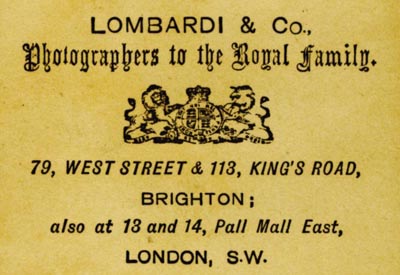 LOMBARDI & Co.,
Photographers to the Royal Family.
79, WEST STREET & 113, KING'S ROAD,
BRIGHTON;
also at 13 and 14, Pall Mall East,
LONDON, S.W.